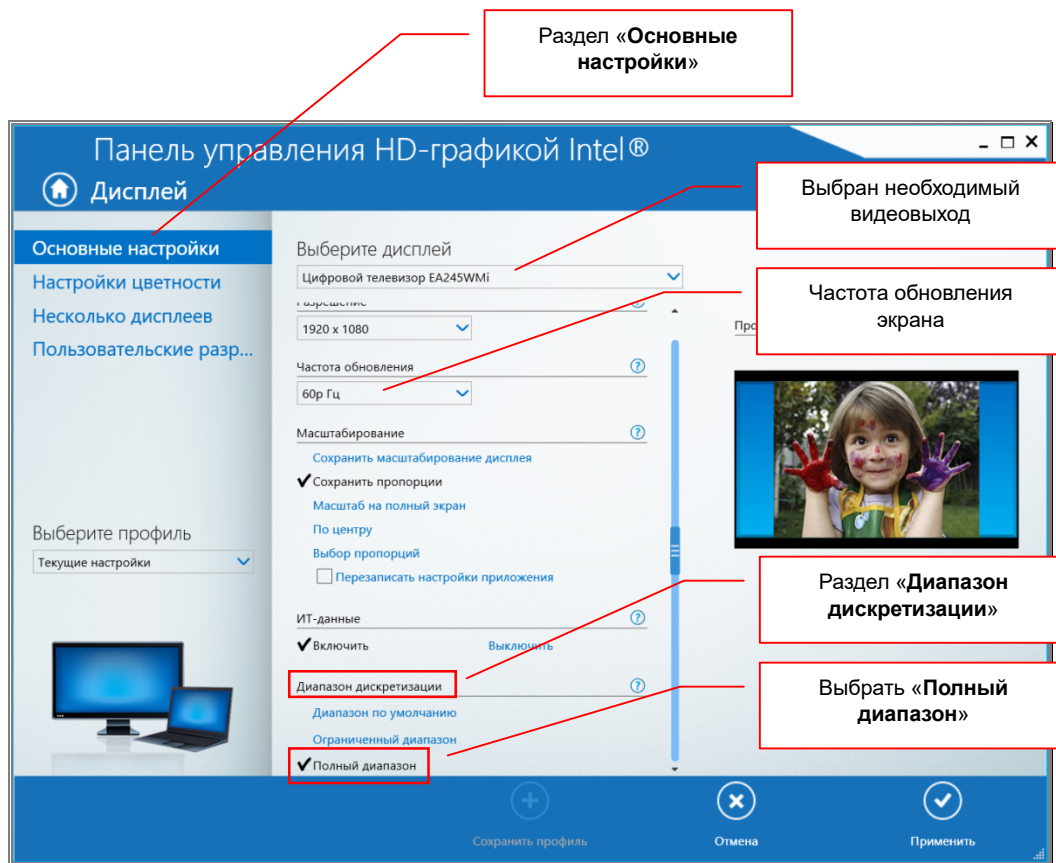 Раздел «Основные
настройки»
Панель управления HD-графикой Intel®
Дисплей
Выбран необходимый
видеовыход
Основные настройки
Настройки цветности
Несколько дисплеев
Пользовательские разр...
Выберите дисплей
Цифровой телевизор EA245WMi
Разрешение
1920 x 1080
Частота обновления
экрана
Про
Частота обновления
60p Гц
Масштабирование
Сохранить масштабирование дисплея
Сохранить пропорции
Масштаб на полный экран
По центру
Выбор пропорций
Перезаписать настройки приложения
Выберите профиль
Текущие настройки
Раздел «Диапазон
дискретизации»
ИТ-данные
Включить Выключить
Диапазон дискретизации
Диапазон по умолчанию
Ограниченный диапазон
Полный диапазон
Выбрать «Полный
диапазон»
Сохранить профиль
Отмена
Применить